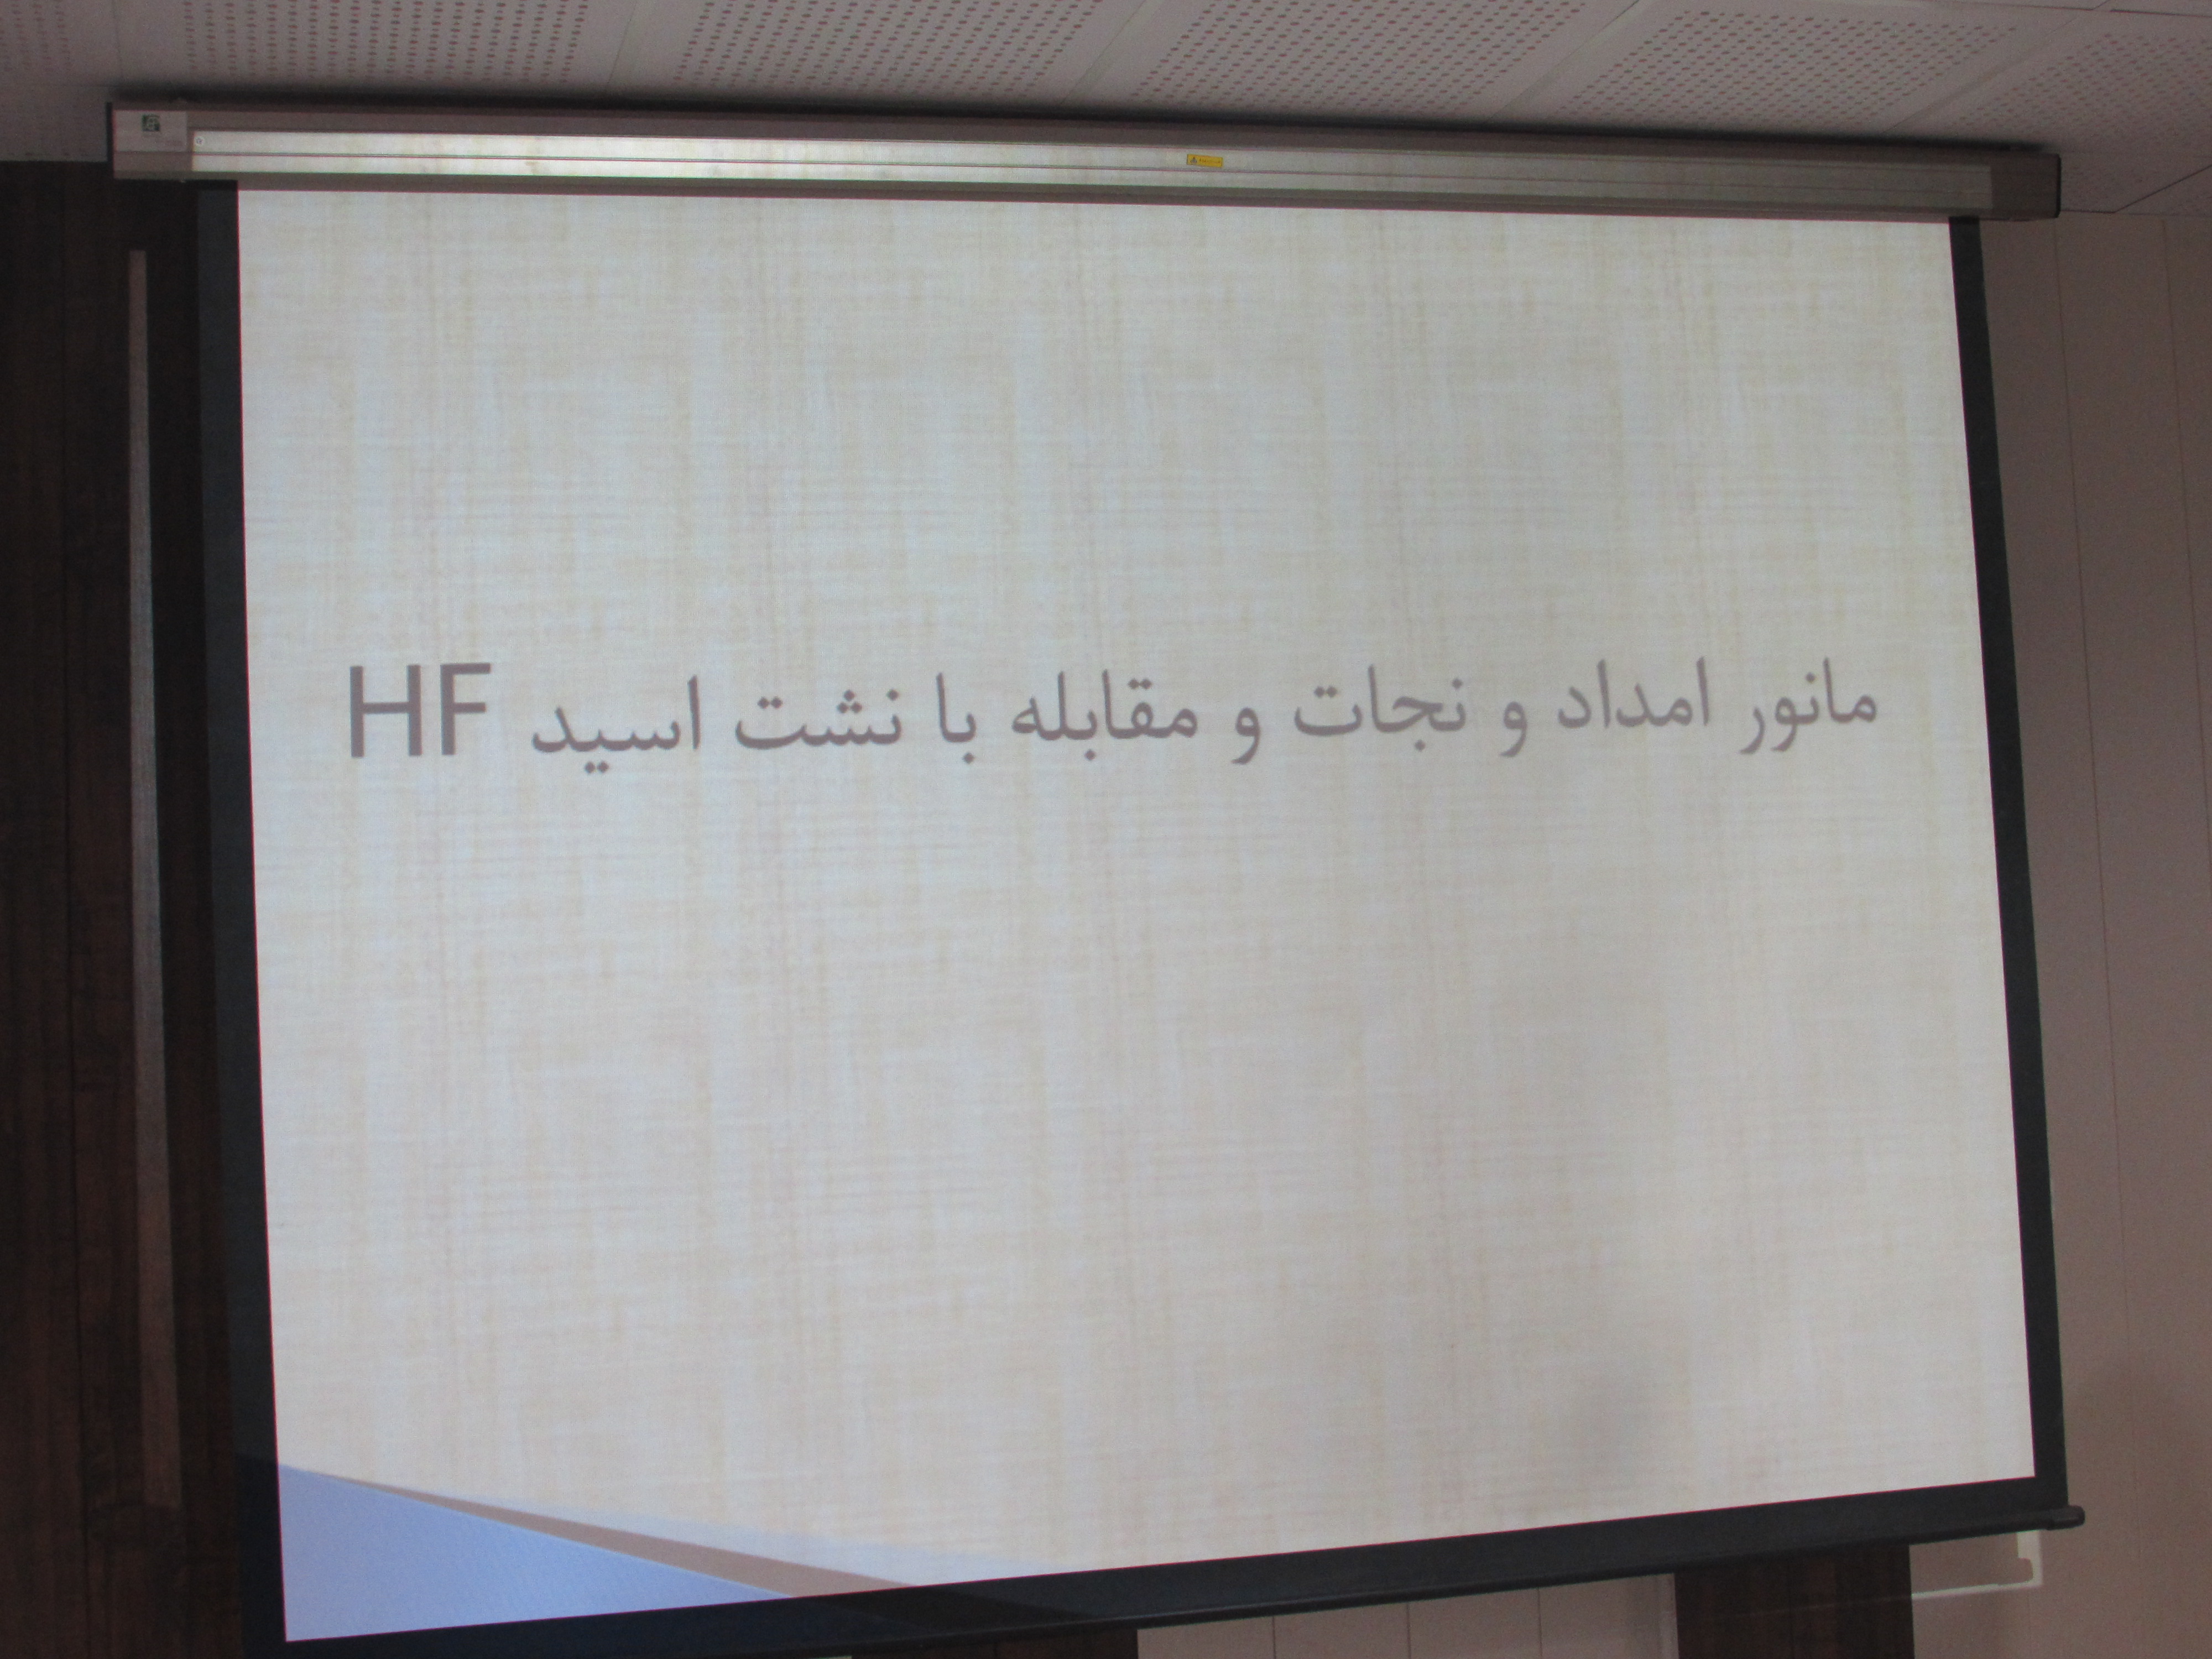 مانور امداد و نجات و مقابله با نشت اسید HF